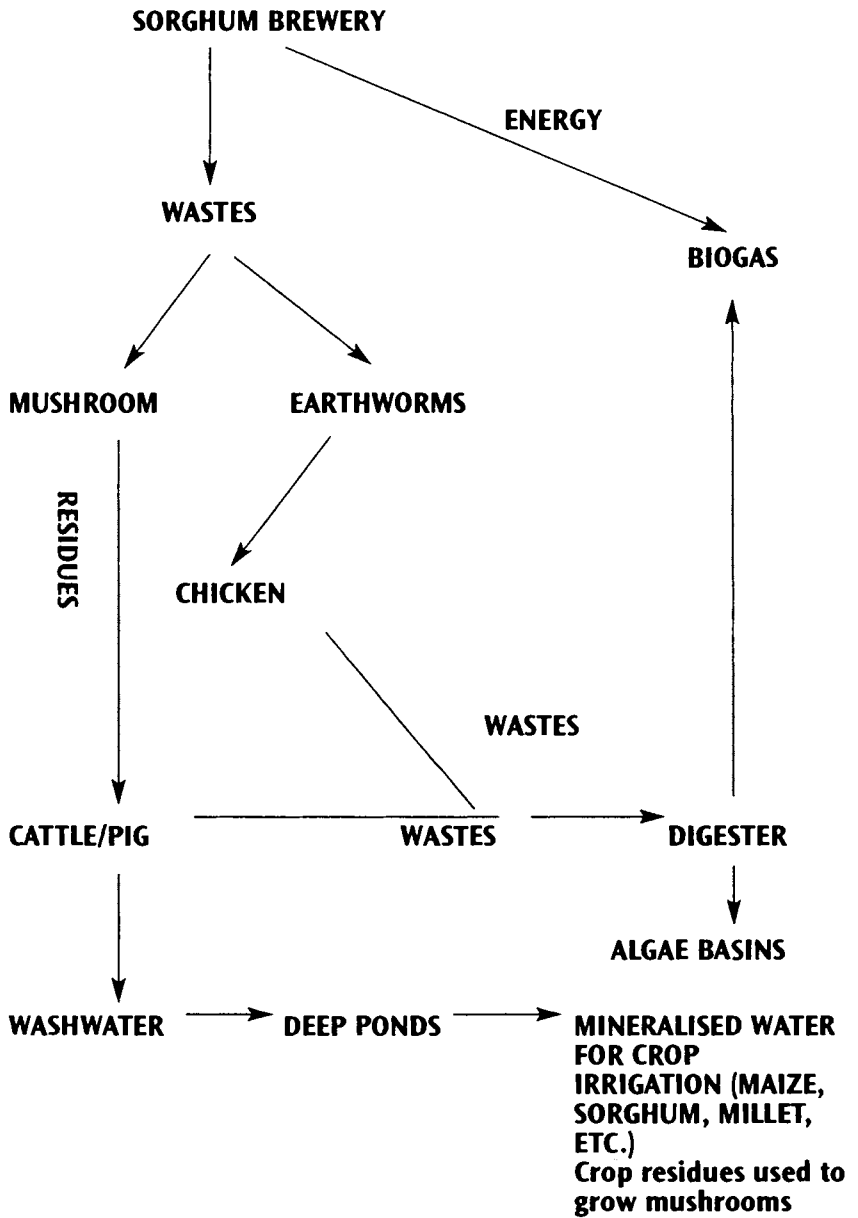 SORGHUM BREWERY
ENERGY
WASTES
BIOGAS
MUSHROOM
EARTHWORMS
RESIDUES
CHICKEN
WASTES
CATTLE/PIG
WASTES
DIGESTER
ALGAE BASINS
WASHWATER
DEEP PONDS
MINERALISED WATER
FOR CROP
IRRIGATION (MAIZE,
SORGHUM, MILLET,
ETC.)
Crop residues used to
grow mushrooms